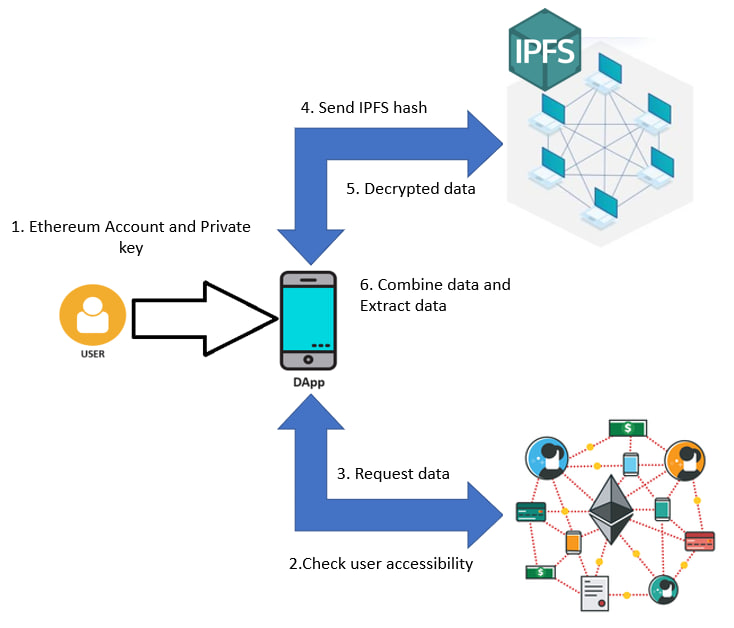 IPFS
4. Send IPFS hash
5. Decrypted data
1. Ethereum Account and Private
key
6. Combine data and
Extract data
USER
DApp
3. Request data
2.Check user accessibility
$
$